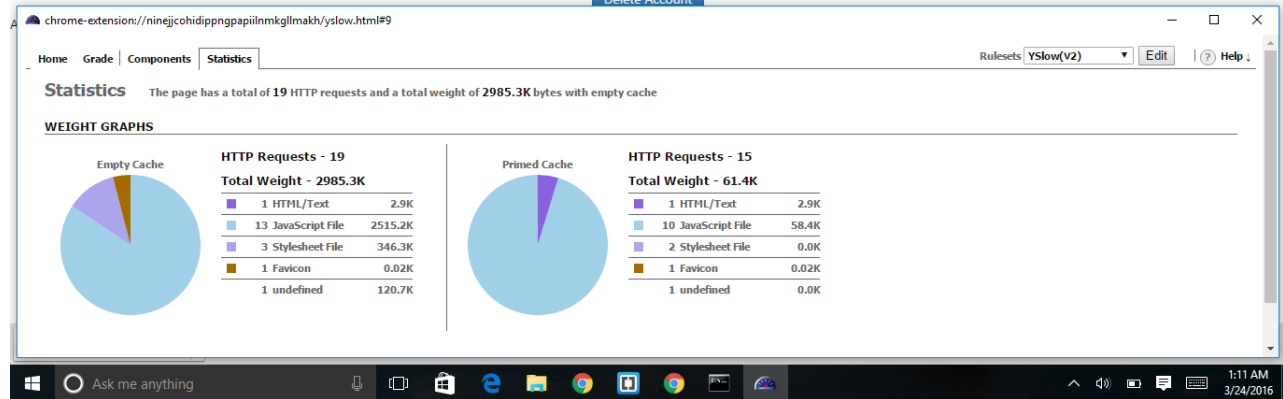 Delete Account
chrome-extension://ninejjcohidippngpapiilnmkgllmakh/yslow.html#9
Home Grade Components Statistics Rulesets YSlow(V2) Edit ? Help ↓
Statistics The page has a total of 19 HTTP requests and a total weight of 2985.3K bytes with empty cache
WEIGHT GRAPHS
Empty Cache
HTTP Requests - 19
Total Weight - 2985.3K
1 HTML/Text 2.9K
13 JavaScript File 2515.2K
3 Stylesheet File 346.3K
1 Favicon 0.02K
1 undefined 120.7K
Primed Cache
HTTP Requests - 15
Total Weight - 61.4K
1 HTML/Text 2.9K
10 JavaScript File 58.4K
2 Stylesheet File 0.0K
1 Favicon 0.02K
1 undefined 0.0K
Ask me anything
1:11 AM
3/24/2016